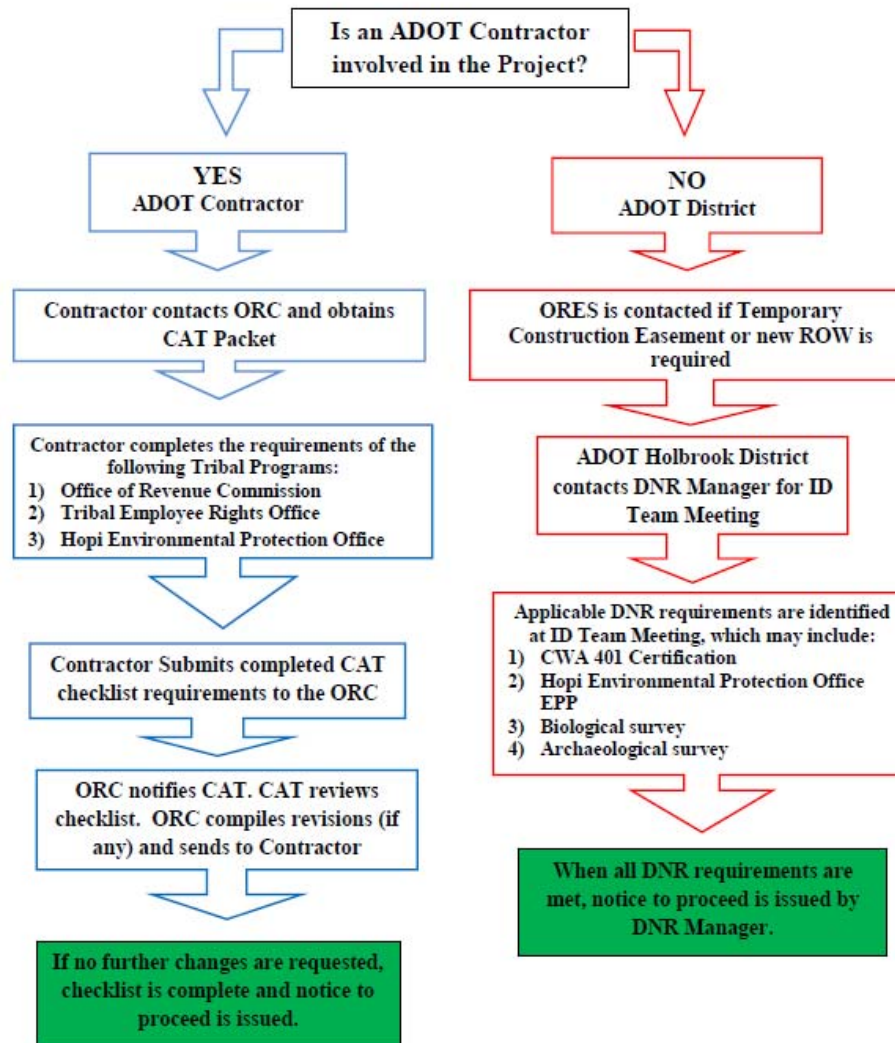 Is an ADOT Contractor
involved in the Project?
YES
ADOT Contractor
Contractor contacts ORC and obtains
CAT Packet
Contractor completes the requirements of the
following Tribal Programs:
1) Office of Revenue Commission
2) Tribal Employee Rights Office
3) Hopi Environmental Protection Office
Contractor Submits completed CAT
checklist requirements to the ORC
ORC notifies CAT. CAT reviews
checklist. ORC compiles revisions (if
any) and sends to Contractor
If no further changes are requested,
checklist is complete and notice to
proceed is issued.
NO
ADOT District
ORES is contacted if Temporary
Construction Easement or new ROW is
required
ADOT Holbrook District
contacts DNR Manager for ID
Team Meeting
Applicable DNR requirements are identified
at ID Team Meeting, which may include:
1) CWA 401 Certification
2) Hopi Environmental Protection Office
EPP
3) Biological survey
4) Archaeological survey
When all DNR requirements are
met, notice to proceed is issued by
DNR Manager.